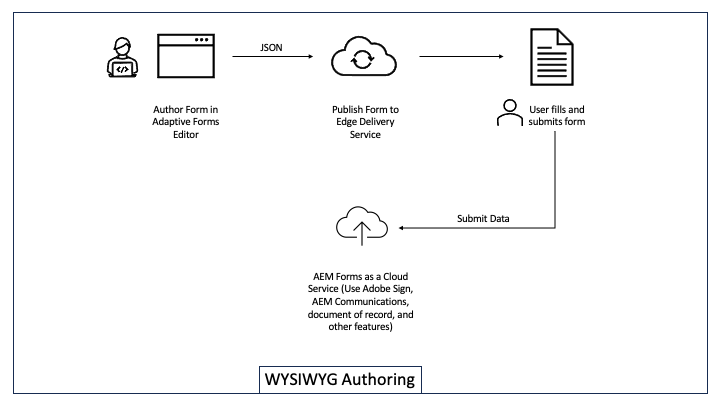 JSON
Author Form in
Adaptive Forms
Editor
Publish Form to
Edge Delivery
Service
User fills and
submits form
Submit Data
AEM Forms as a Cloud
Service (Use Adobe Sign,
AEM Communications,
document of record, and
other features)
WYSIWYG Authoring